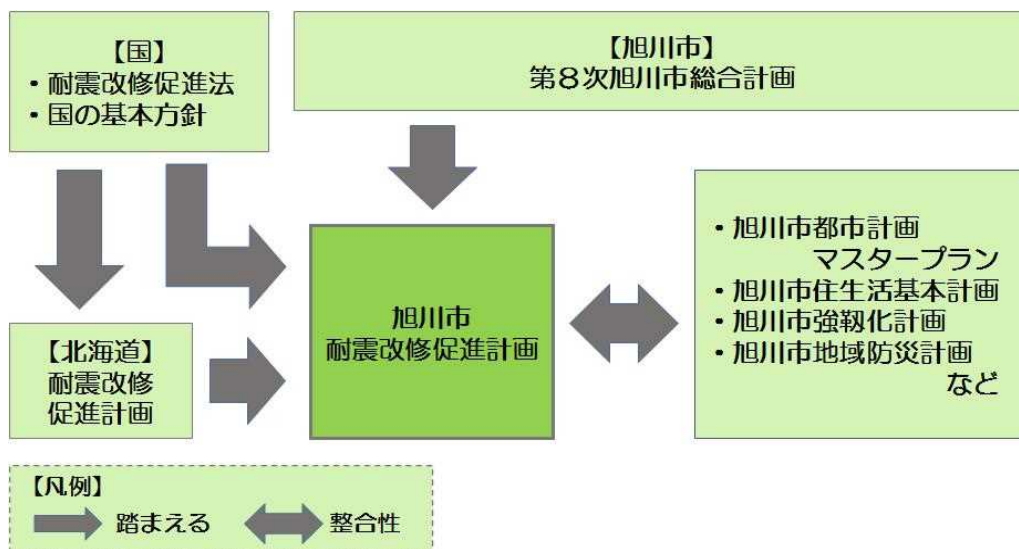 【国】
・耐震改修促進法
・国の基本方針
【旭川市】
第8次旭川市総合計画
旭川市
耐震改修促進計画
・旭川市都市計画
マスタープラン
・旭川市住生活基本計画
・旭川市強靱化計画
・旭川市地域防災計画
など
【北海道】
耐震改修
促進計画
【凡例】
踏まえる
整合性